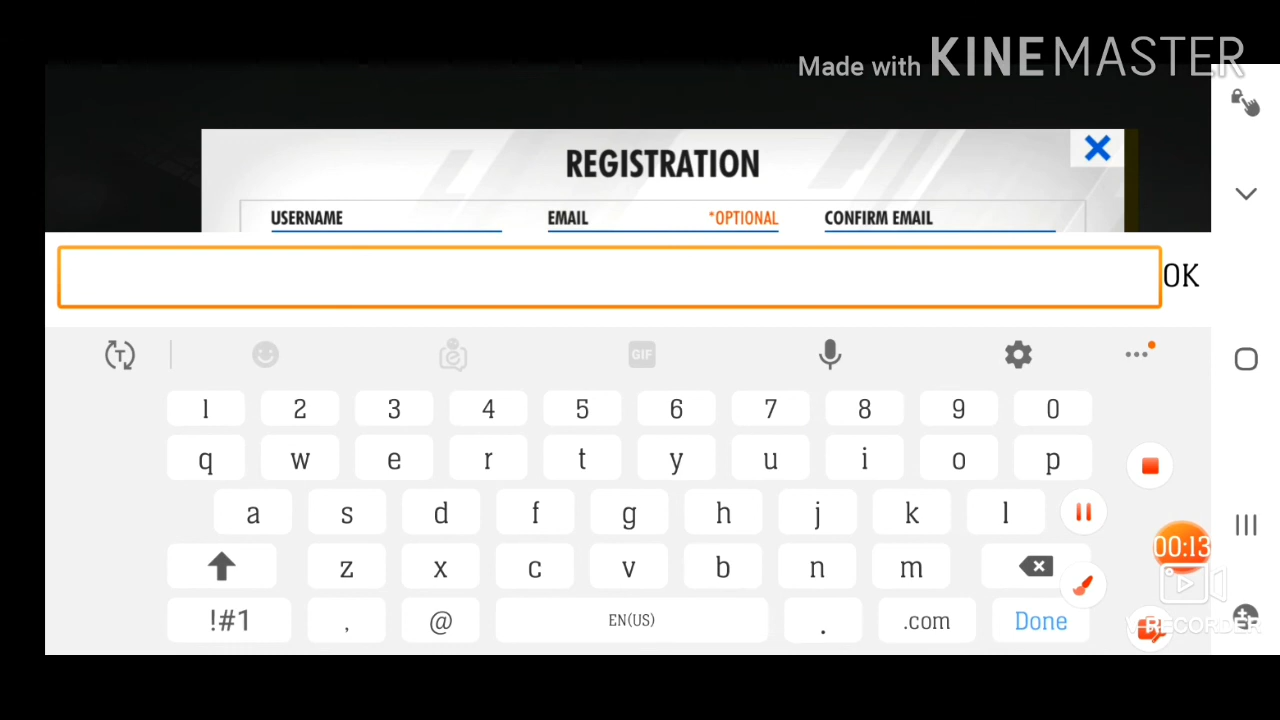 Made with KINEMASTER
REGISTRATION
USERNAME
EMAIL
*OPTIONAL
CONFIRM EMAIL
OK
T
GIF
1 2 3 4 5 6 7 8 9 0
q w e r t y u i o p
a s d f g h j k l
z x c v b n m
!#1 , @ EN(US) . .com Done
00:13
V RECORDER